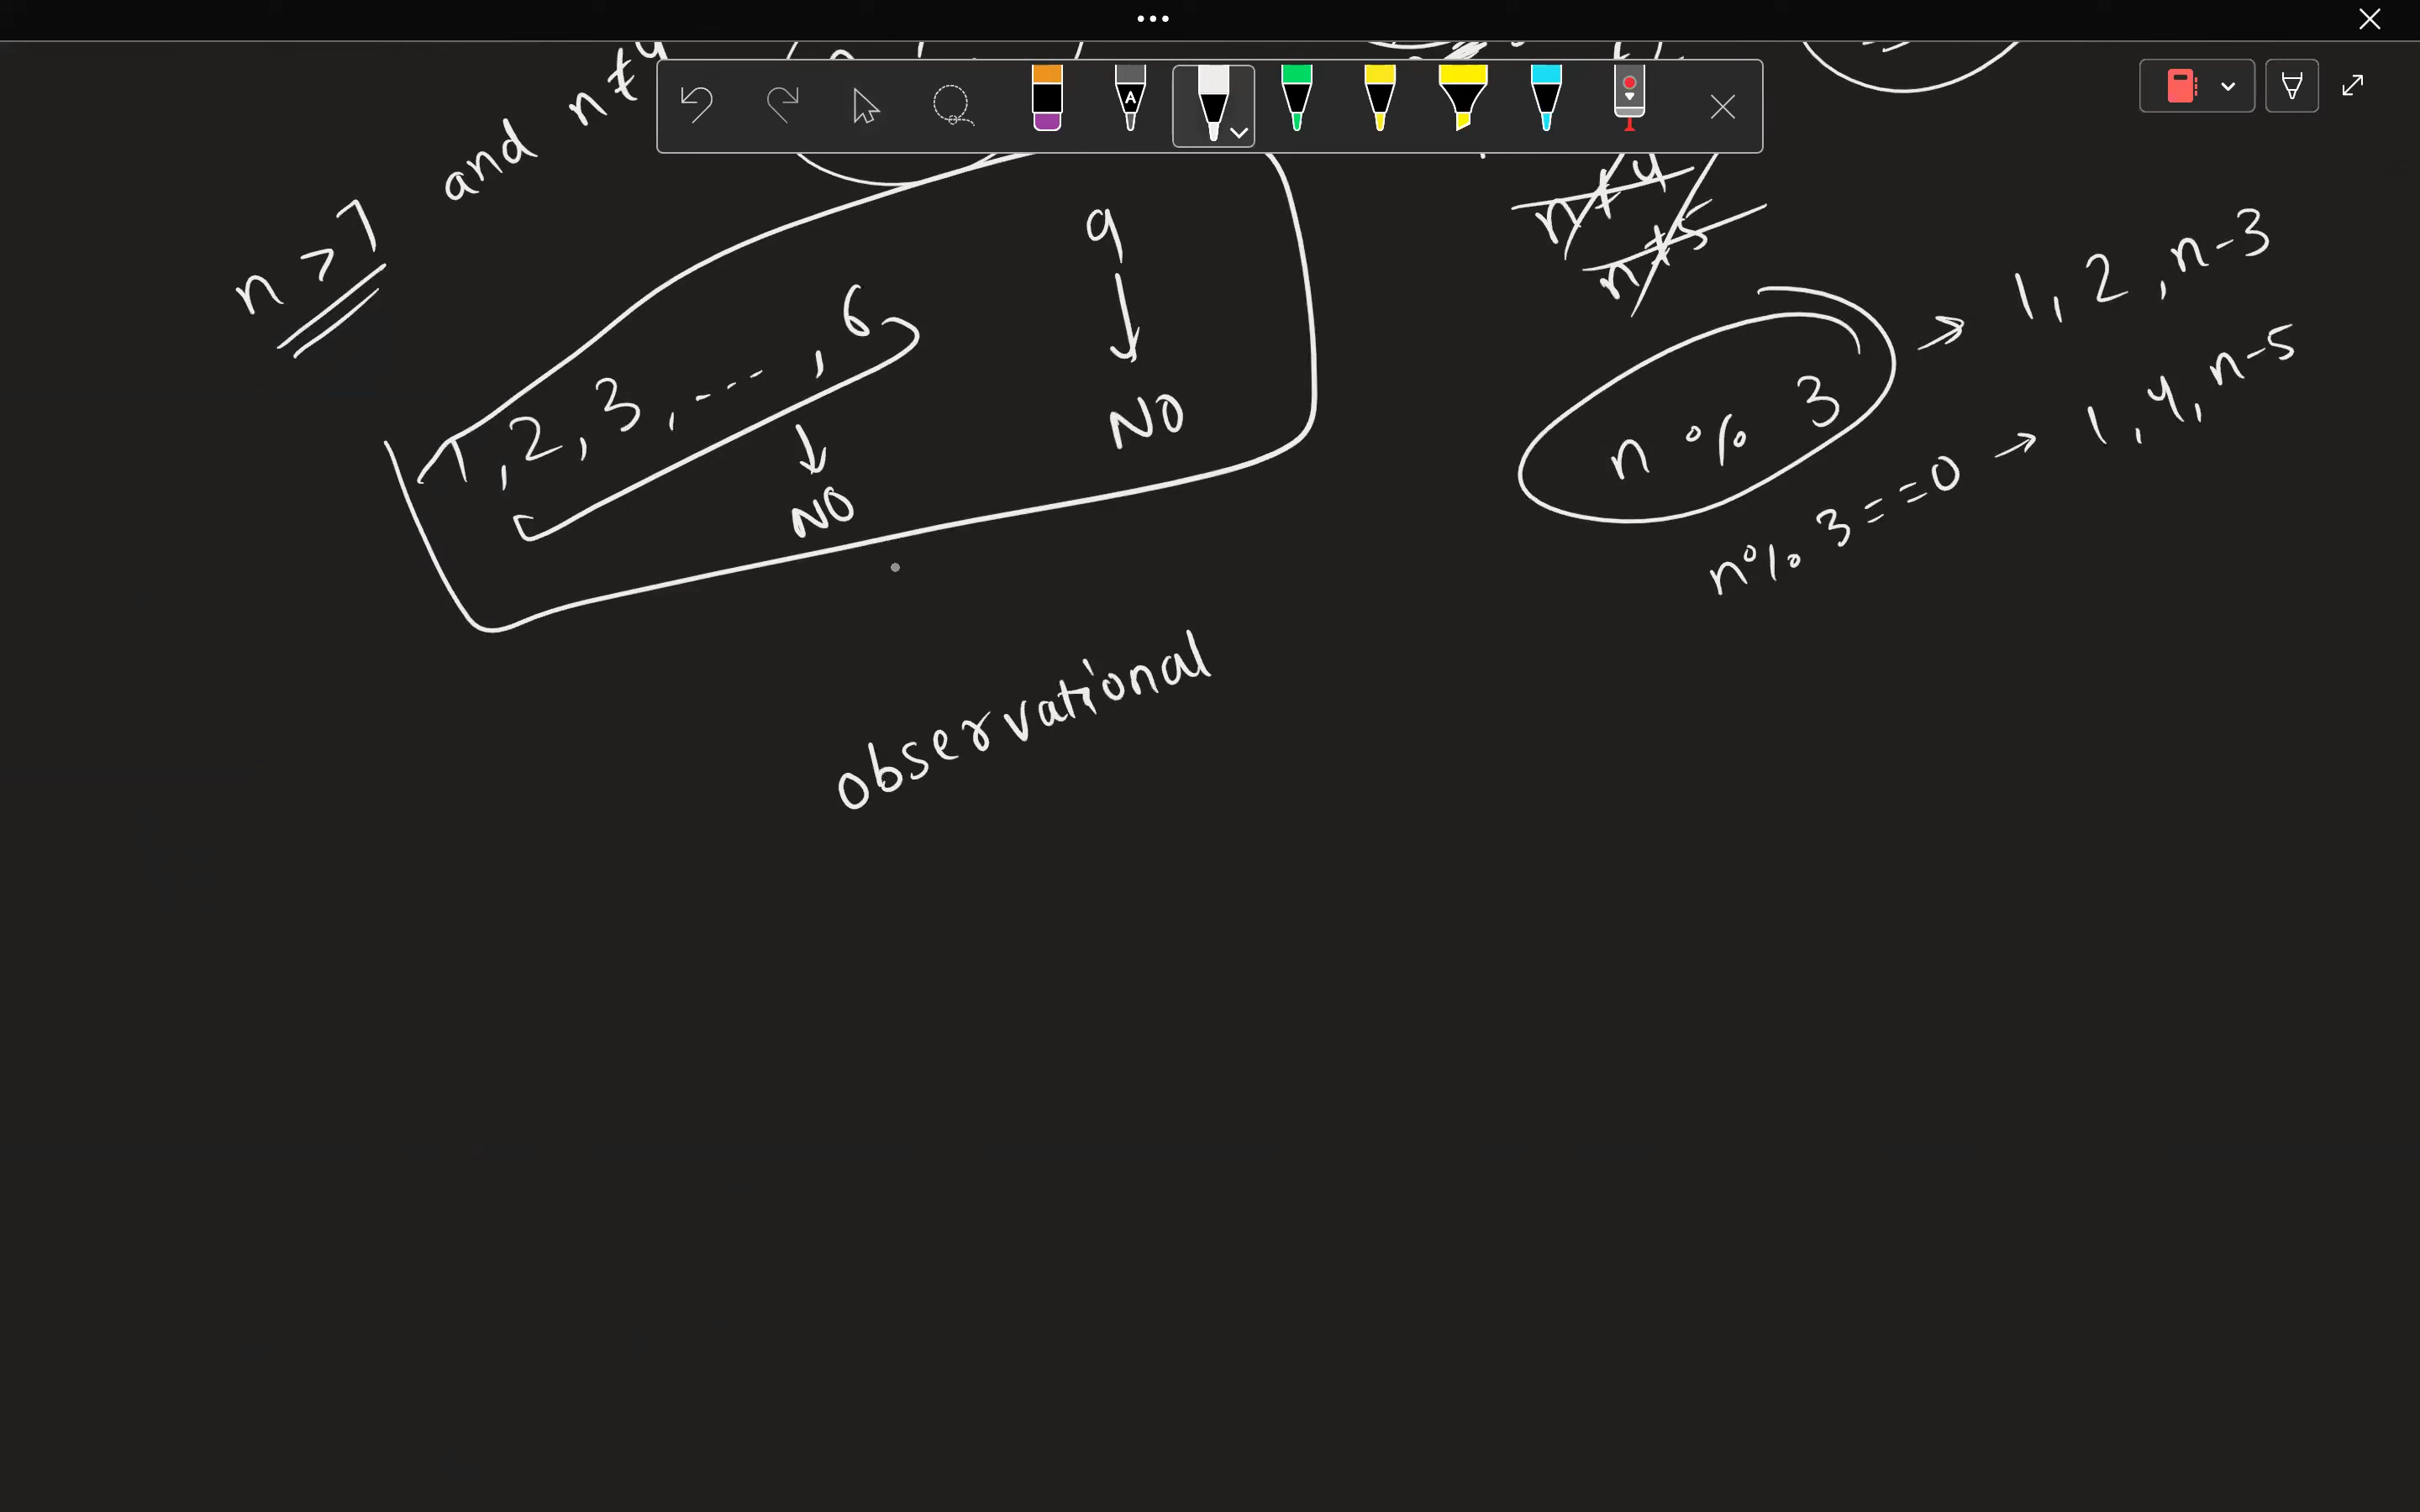 n ≥ 7 and n ≠ 9
1, 2, 3, ---, 6
NO
9
NO
n ≠ 4
n ≠ 5
n % 3 → 1, 2, n-3
n % 3 == 0 → 1, 4, n-5
observational